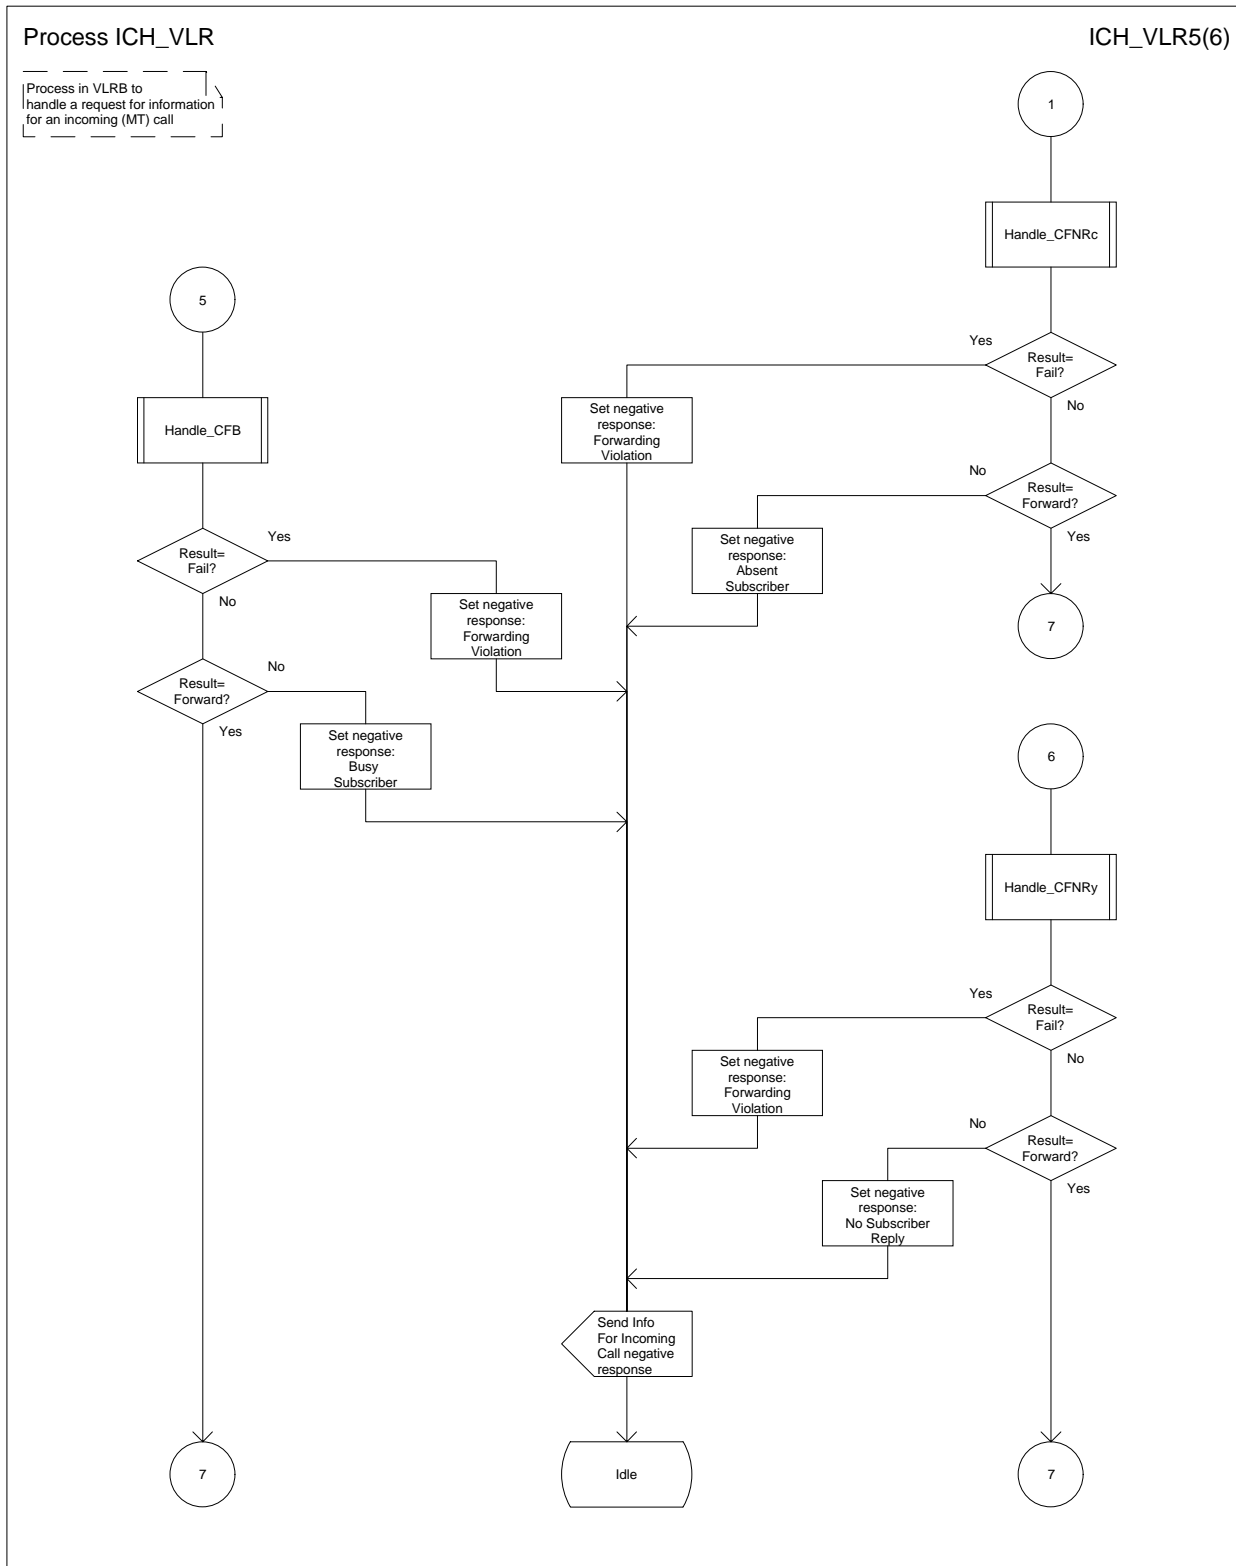 Process ICH_VLR
ICH_VLR5(6)
Process in VLRB to
handle a request for information
for an incoming (MT) call
1
Handle_CFNRc
5
Yes
Result=
Fail?
No
Set negative
response:
Forwarding
Violation
Handle_CFB
No
Result=
Forward?
Yes
Set negative
response:
Absent
Subscriber
Yes
Result=
Fail?
No
Set negative
response:
Forwarding
Violation
7
No
Result=
Forward?
Yes
Set negative
response:
Busy
Subscriber
6
Handle_CFNRy
Yes
Result=
Fail?
No
Set negative
response:
Forwarding
Violation
No
Result=
Forward?
Yes
Set negative
response:
No Subscriber
Reply
Send Info
For Incoming
Call negative
response
7
Idle
7